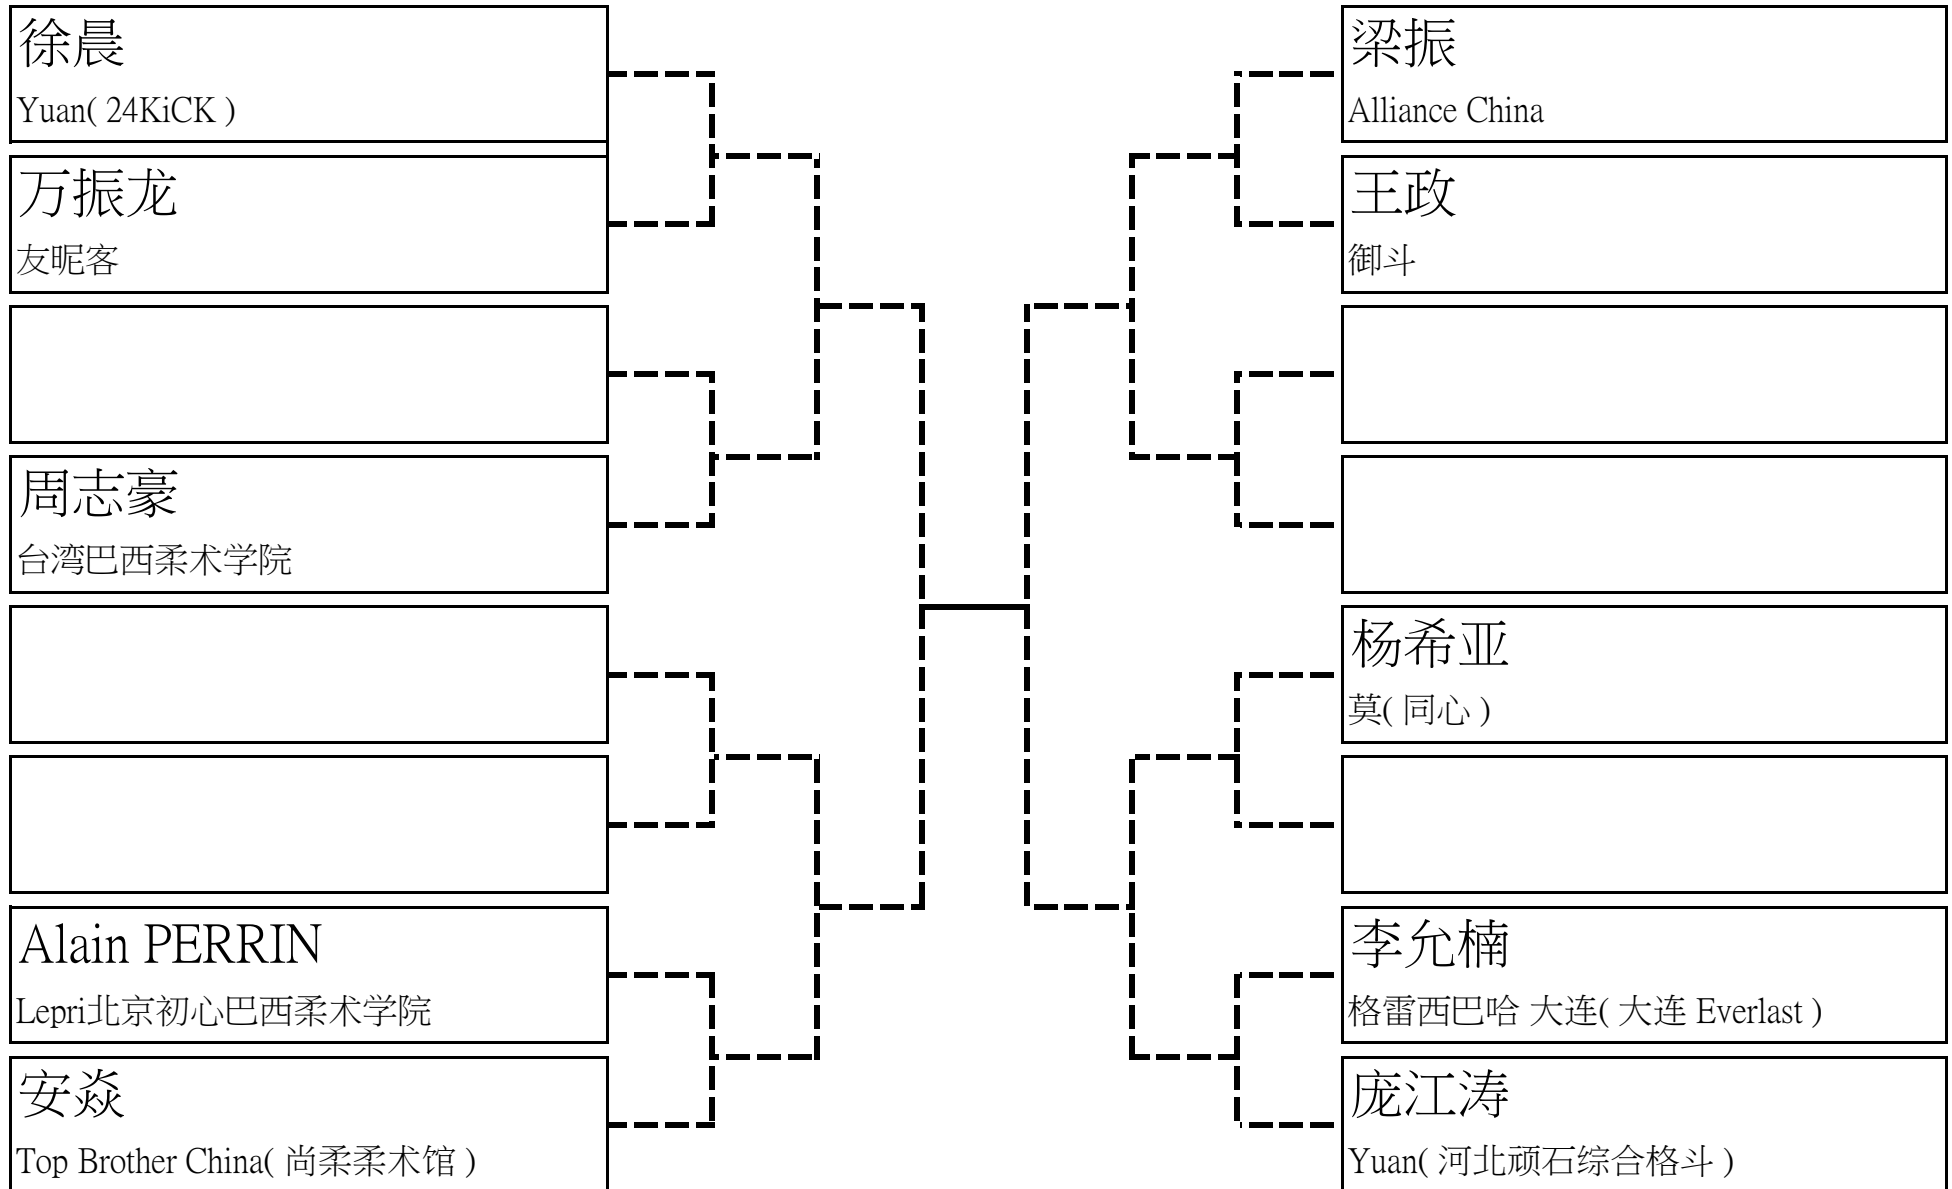 徐晨
Yuan( 24KiCK )
万振龙
友昵客
周志豪
台湾巴西柔术学院
Alain PERRIN
Lepri北京初心巴西柔术学院
安焱
Top Brother China( 尚柔柔术馆 )
梁振
Alliance China
王政
御斗
杨希亚
莫( 同心 )
李允楠
格雷西巴哈 大连( 大连 Everlast )
庞江涛
Yuan( 河北顽石综合格斗 )